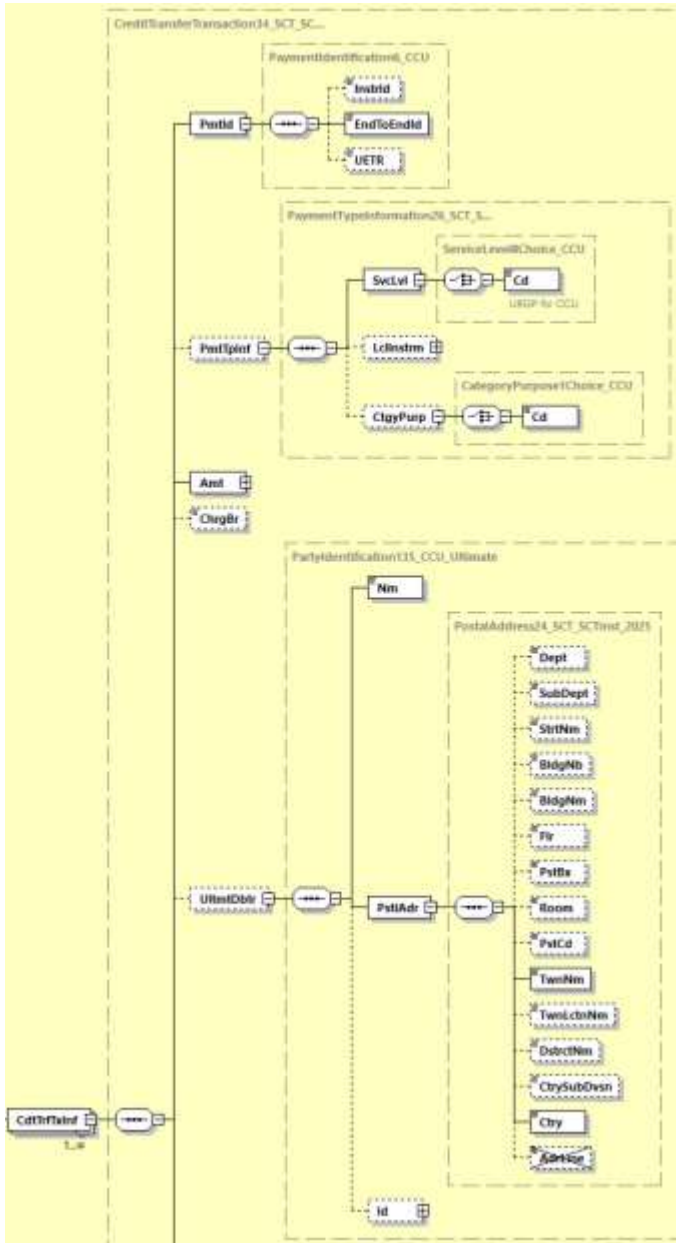 CreditTransferTransaction34_SCT_SC...
PaymentIdentification6_CCU
InstrId
PmtId
EndToEndId
UETR
PaymentTypeInformation26_SCT_S...
ServiceLevel8Choice_CCU
SvcLvl
Cd
URGP for CCU
PmtTpInf
LclInstrm
CategoryPurpose1Choice_CCU
CtgyPurp
Cd
Amt
ChrgBr
PartyIdentification135_CCU_Ultimate
Nm
PostalAddress24_SCT_SCTinst_2025
Dept
SubDept
StrtNm
BldgNb
BldgNm
Flr
PstBx
UltmtDbtr
PstlAdr
Room
PstCd
TwnNm
TwnLctnNm
DstrctNm
CtrySubDvsn
CdtTrfTxInf
Ctry
1..∞
AdrLine
Id